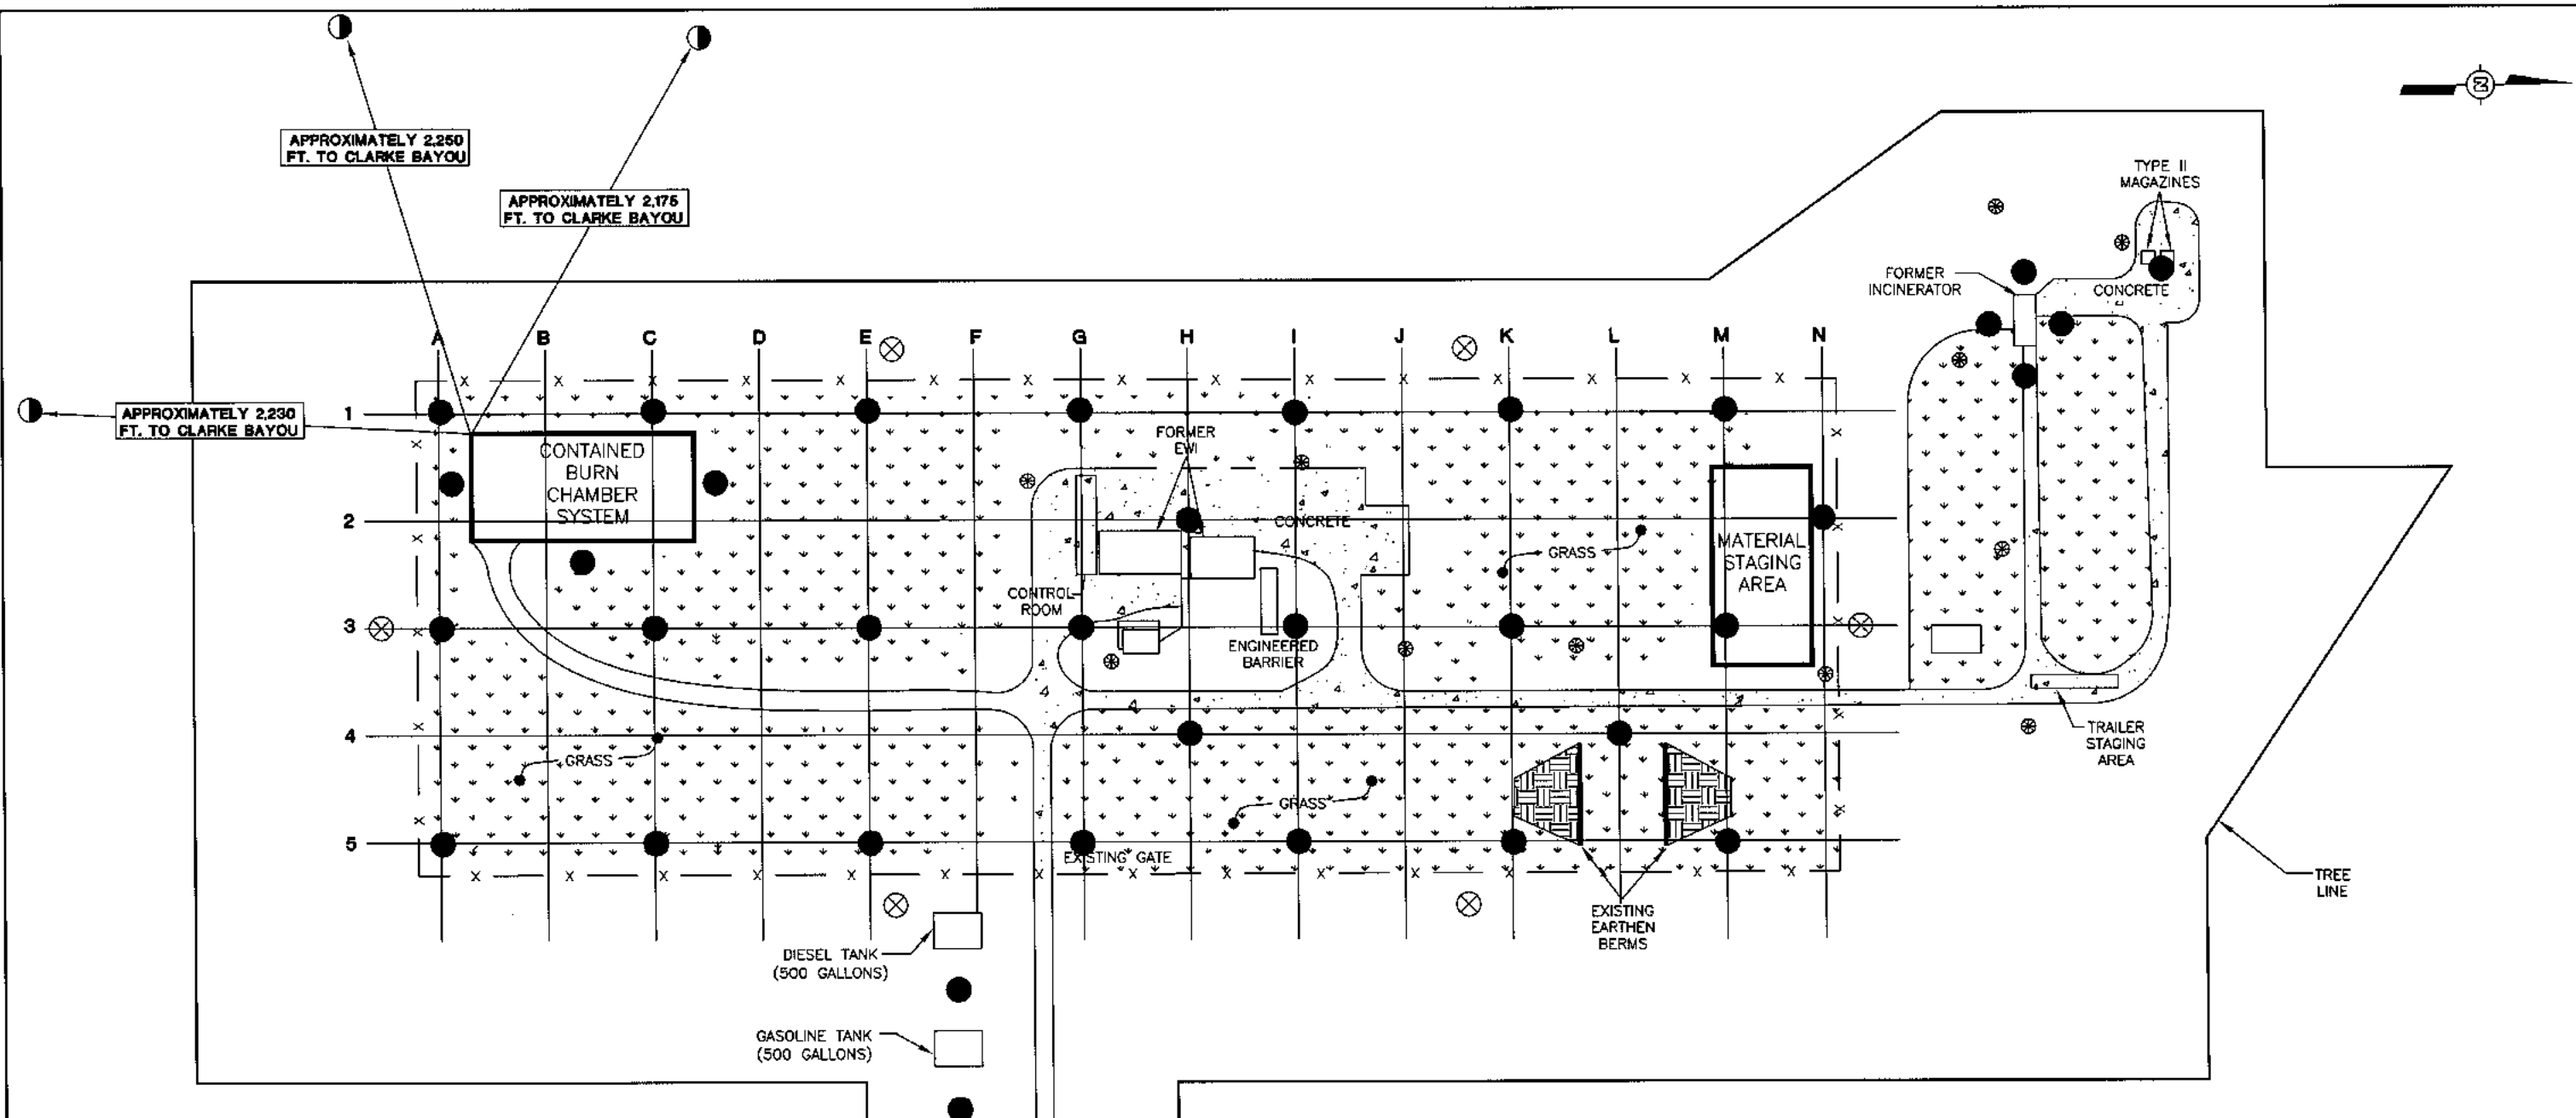 APPROXIMATELY 2,250
FT. TO CLARKE BAYOU
APPROXIMATELY 2,175
FT. TO CLARKE BAYOU
N
TYPE II
MAGAZINES
FORMER
INCINERATOR
CONCRETE
A B C D E F G H I J K L M N
APPROXIMATELY 2,230
FT. TO CLARKE BAYOU
1
2
3
4
5
CONTAINED
BURN
CHAMBER
SYSTEM
FORMER
EWI
CONCRETE
GRASS
MATERIAL
STAGING
AREA
CONTROL
ROOM
ENGINEERED
BARRIER
TRAILER
STAGING
AREA
GRASS
GRASS
EXISTING GATE
EXISTING
EARTHEN
BERMS
TREE
LINE
DIESEL TANK
(500 GALLONS)
GASOLINE TANK
(500 GALLONS)